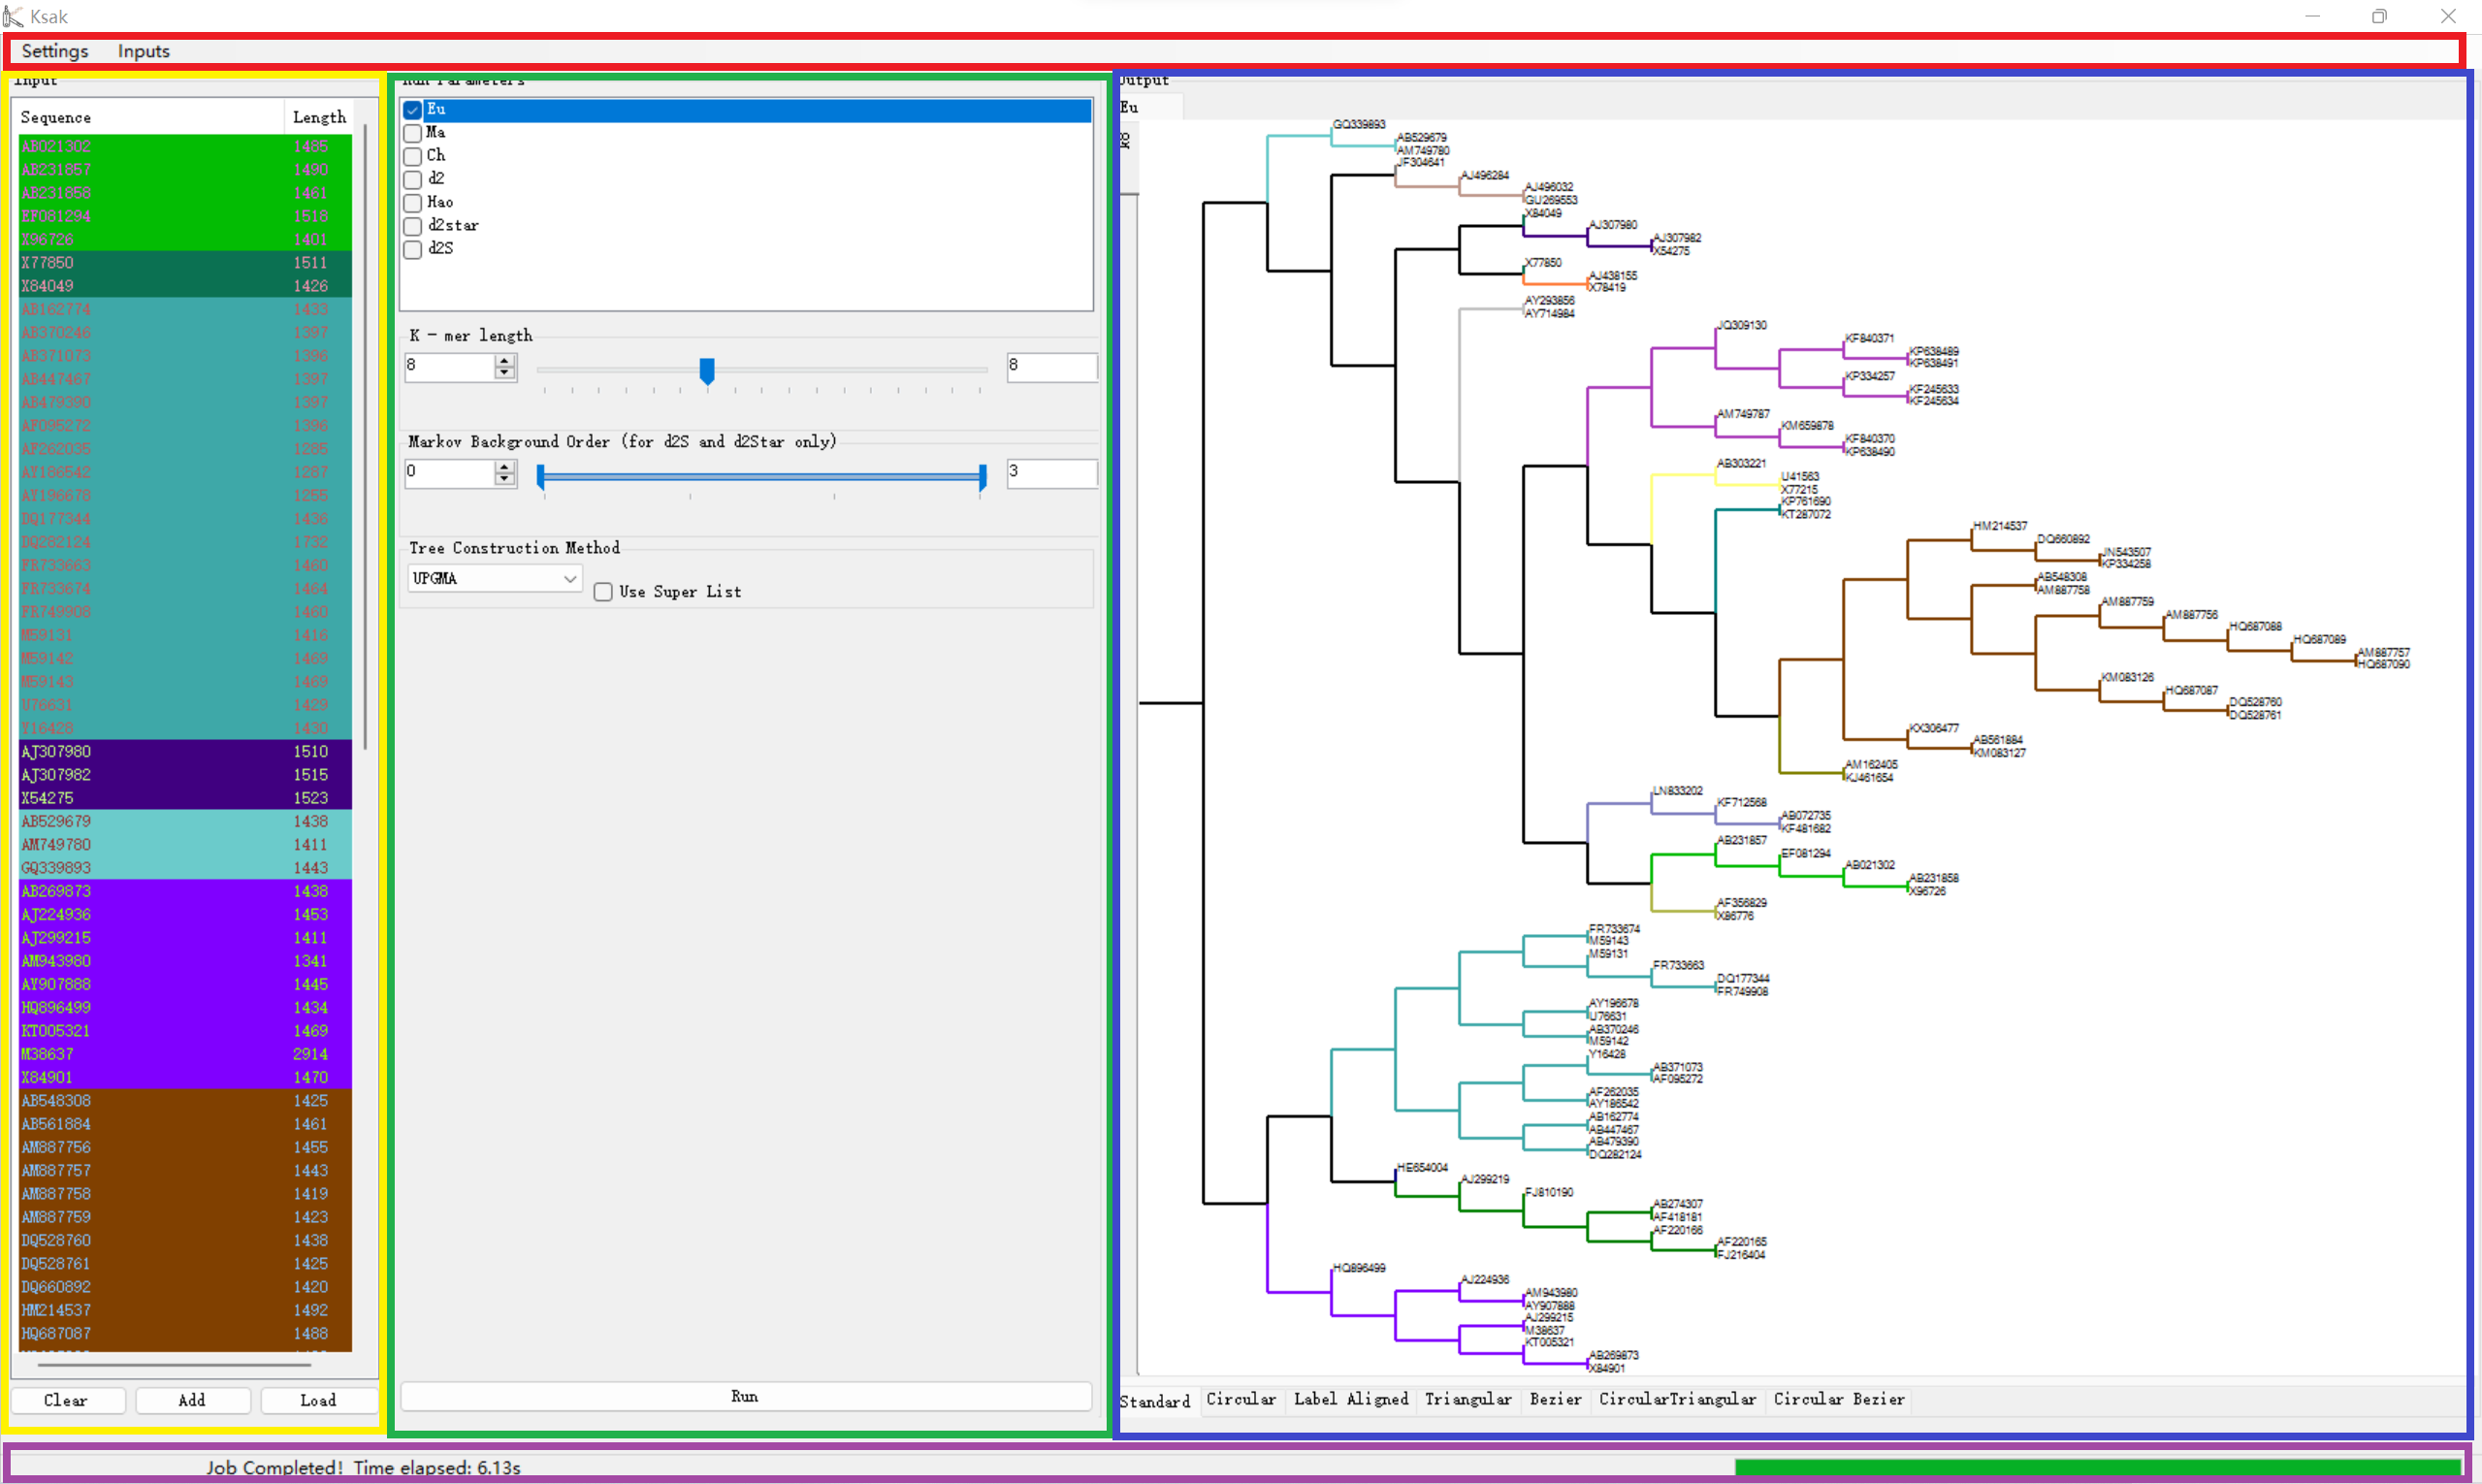 Ksak
Settings Inputs
Input
Sequence Length
AB021302 1485
AB231857 1490
AB231858 1461
EF081294 1518
X96726 1401
X77850 1511
X84049 1426
AB162774 1433
AB370246 1397
AB371073 1396
AB447467 1397
AB479390 1397
AF095272 1396
AF262035 1285
AY186542 1287
AY196678 1255
DQ177344 1436
DQ282124 1732
FR733663 1460
FR733674 1464
FR749908 1460
M59131 1416
M59142 1469
M59143 1469
U76631 1429
Y16428 1430
AJ307980 1510
AJ307982 1515
X54275 1523
AB529679 1438
AM749780 1411
GQ339893 1443
AB269873 1438
AJ224936 1453
AJ299215 1411
AM943980 1341
AY907888 1445
HQ896499 1434
KT005321 1469
M38637 2914
X84901 1470
AB548308 1425
AB561884 1461
AM887756 1455
AM887757 1443
AM887758 1419
AM887759 1423
DQ528760 1438
DQ528761 1425
DQ660892 1420
HM214537 1492
HQ687087 1488
Clear Add Load
Run Parameters
Eu
Ma
Ch
d2
Hao
d2star
d2S
K - mer length
8 8
Markov Background Order (for d2S and d2Star only)
0 3
Tree Construction Method
UPGMA Use Super List
Run
Output
Eu
k8
GQ339893
AB529679
AM749780
JF304641
AJ496284
AJ496032
GU269553
X84049
AJ307980
AJ307982
X54275
X77850
AJ438155
X78419
AY293856
AY714984
JQ309130
KF840371
KP638489
KP638491
KP334257
KF245633
KF245634
AM749787
KM659878
KF840370
KP638490
AB303221
U41563
X77215
KP761690
KT287072
HM214537
DQ660892
JN543507
KP334258
AB548308
AM887758
AM887759
AM887756
HQ687088
HQ687089
AM887757
HQ687090
KM083126
HQ687087
DQ528760
DQ528761
KX306477
AB561884
KM083127
AM162405
KJ461654
LN833202
KF712568
AB072735
KF481682
AB231857
EF081294
AB021302
AB231858
X96726
AF356829
X86776
FR733674
M59143
M59131
FR733663
DQ177344
FR749908
AY196678
U76631
AB370246
M59142
Y16428
AB371073
AF095272
AF262035
AY186542
AB162774
AB447467
AB479390
DQ282124
HE654004
AJ299219
FJ810190
AB274307
AF418181
AF220166
AF220165
FJ216404
HQ896499
AJ224936
AM943980
AY907888
AJ299215
M38637
KT005321
AB269873
X84901
Standard Circular Label Aligned Triangular Bezier CircularTriangular Circular Bezier
Job Completed! Time elapsed: 6.13s